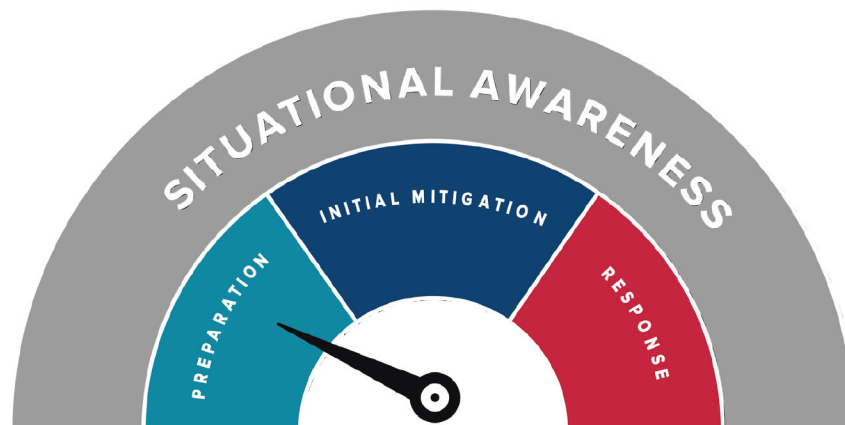 SITUATIONAL AWARENESS
PREPARATION
INITIAL MITIGATION
RESPONSE